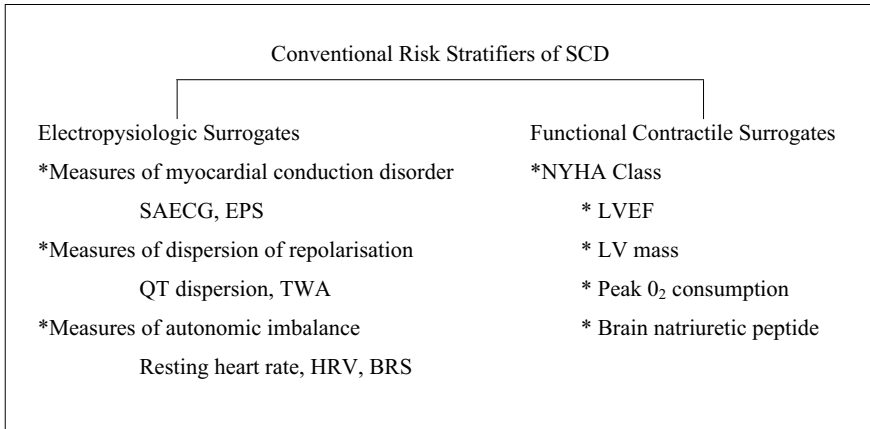 Conventional Risk Stratifiers of SCD
Electropysiologic Surrogates
*Measures of myocardial conduction disorder
SAECG, EPS
*Measures of dispersion of repolarisation
QT dispersion, TWA
*Measures of autonomic imbalance
Resting heart rate, HRV, BRS
Functional Contractile Surrogates
*NYHA Class
* LVEF
* LV mass
* Peak 0₂ consumption
* Brain natriuretic peptide